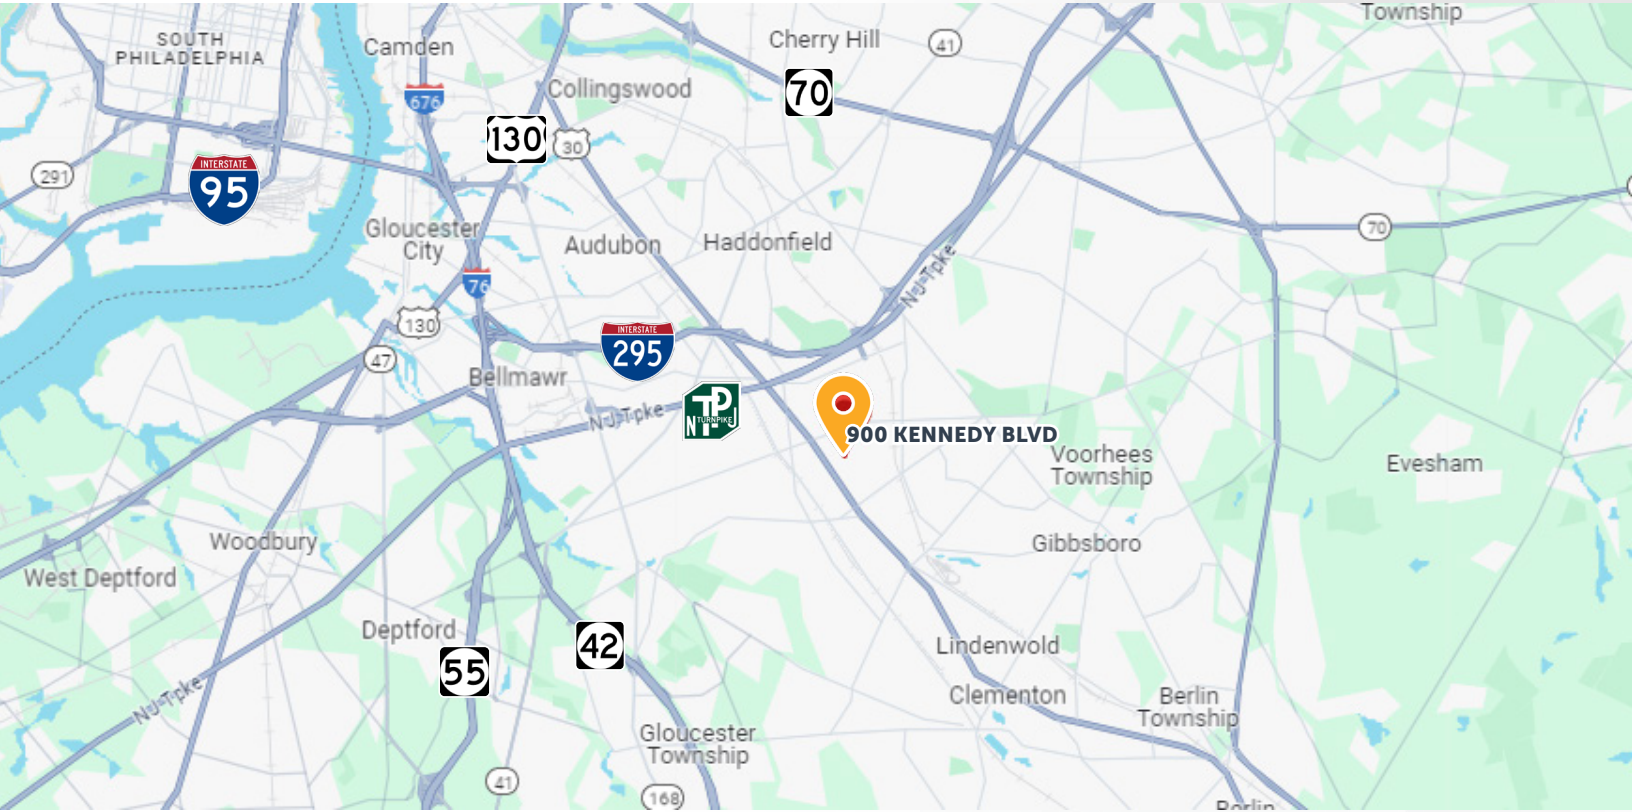 Township
SOUTH
PHILADELPHIA
Camden
Cherry Hill
41
70
Collingswood
676
130
30
291
INTERSTATE
95
Gloucester
City
Audubon
Haddonfield
70
NJ Tpke
76
130
INTERSTATE
295
47
Bellmawr
NJ Tpke
NTPJ
TURNPIKE
900 KENNEDY BLVD
Voorhees
Township
Evesham
Woodbury
Gibbsboro
West Deptford
Deptford
42
Lindenwold
55
Clementon
Berlin
Township
NJ Tpke
Gloucester
Township
41
168
Berlin